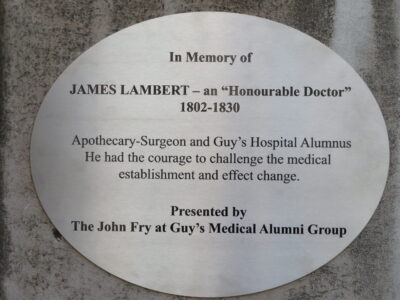 In Memory of
JAMES LAMBERT – an “Honourable Doctor”
1802-1830
Apothecary-Surgeon and Guy’s Hospital Alumnus
He had the courage to challenge the medical
establishment and effect change.
Presented by
The John Fry at Guy’s Medical Alumni Group